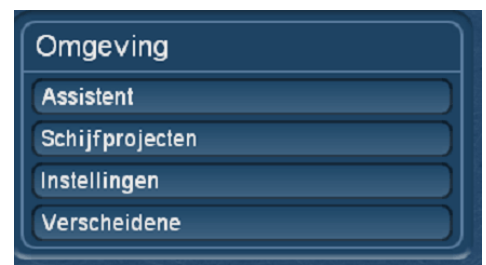 Omgeving
Assistent
Schijfprojecten
Instellingen
Verscheidene